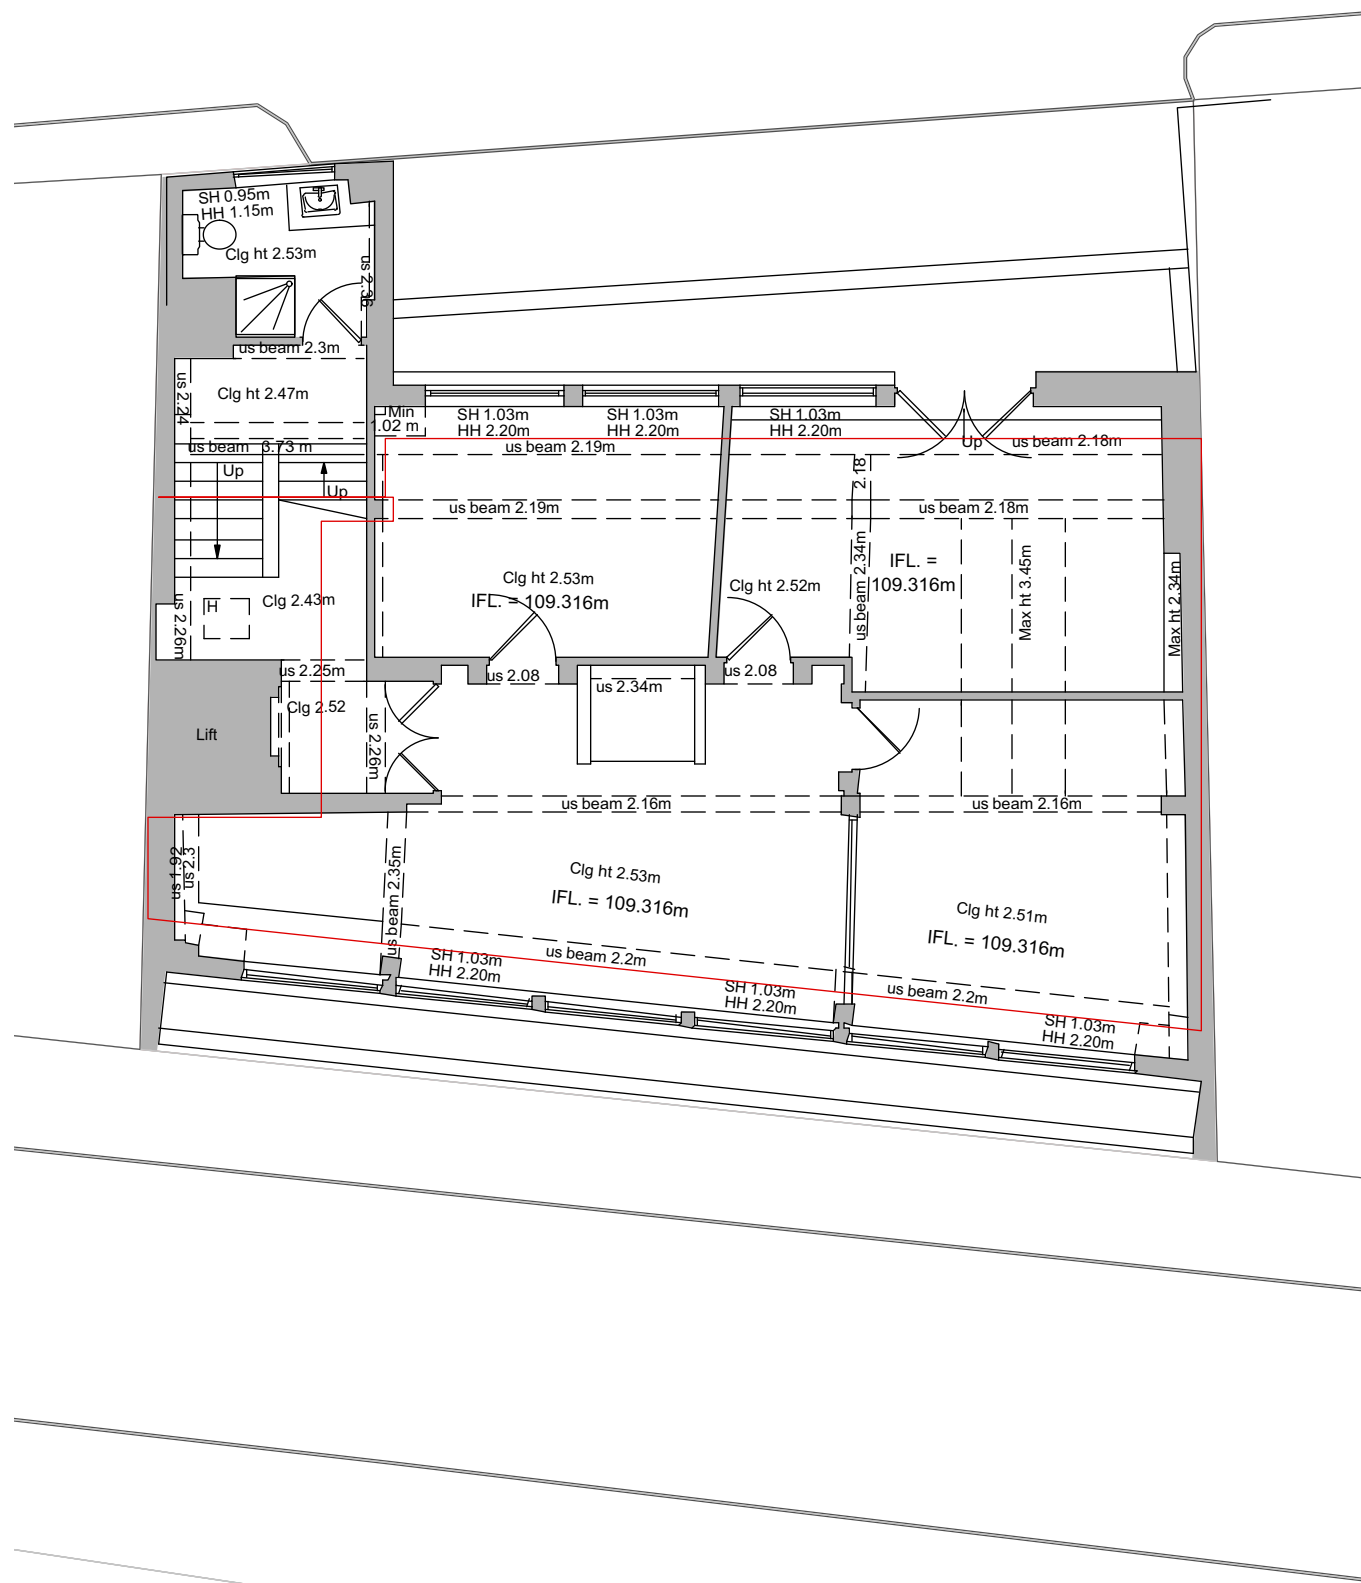 SH 0.95m
HH 1.15m
Clg ht 2.53m
us 2.36
us beam 2.3m
us 2.24
Clg ht 2.47m
Min
1.02 m
SH 1.03m
HH 2.20m
SH 1.03m
HH 2.20m
SH 1.03m
HH 2.20m
us beam 3.73 m
us beam 2.19m
Up
us beam 2.18m
Up
Up
2.18
us beam 2.19m
us beam 2.18m
us beam 2.34m
IFL. =
109.316m
Max ht 3.45m
Max ht 2.34m
Clg ht 2.53m
IFL. = 109.316m
Clg ht 2.52m
H
Clg 2.43m
us 2.26m
us 2.25m
us 2.08
us 2.34m
us 2.08
Clg 2.52
us 2.26m
Lift
us beam 2.16m
us beam 2.16m
us 1.92
us 2.3
us beam 2.35m
Clg ht 2.53m
IFL. = 109.316m
Clg ht 2.51m
IFL. = 109.316m
us beam 2.2m
SH 1.03m
HH 2.20m
SH 1.03m
HH 2.20m
us beam 2.2m
SH 1.03m
HH 2.20m